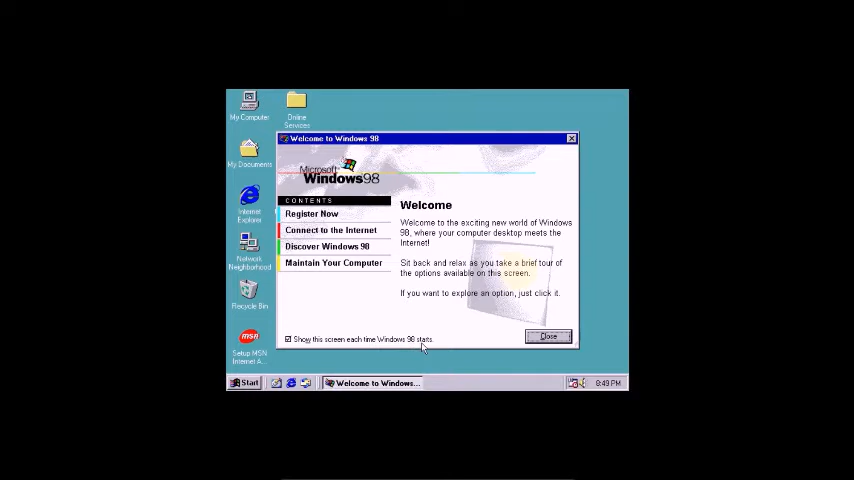 My Computer
Online
Services
My Documents
Internet
Explorer
Network
Neighborhood
Recycle Bin
msn
Setup MSN
Internet A...
Welcome to Windows 98
Microsoft
Windows98
CONTENTS
Register Now
Connect to the Internet
Discover Windows 98
Maintain Your Computer
Welcome
Welcome to the exciting new world of Windows
98, where your computer desktop meets the
Internet!
Sit back and relax as you take a brief tour of
the options available on this screen.
If you want to explore an option, just click it.
Show this screen each time Windows 98 starts.
Close
Start
Welcome to Windows...
8:49 PM